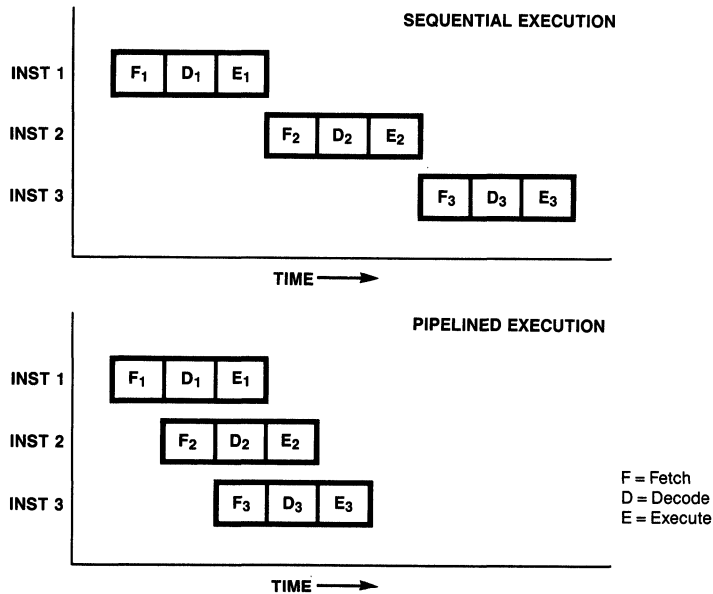 SEQUENTIAL EXECUTION
INST 1 F1 D1 E1
INST 2 F2 D2 E2
INST 3 F3 D3 E3
TIME
PIPELINED EXECUTION
INST 1 F1 D1 E1
INST 2 F2 D2 E2
INST 3 F3 D3 E3
F = Fetch
D = Decode
E = Execute
TIME